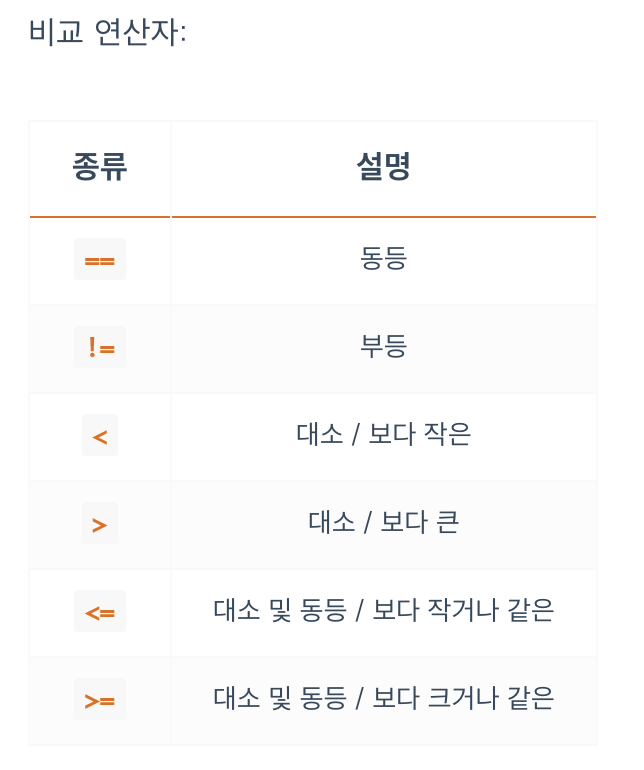 비교 연산자:
종류 설명
== 동등
!= 부등
< 대소 / 보다 작은
> 대소 / 보다 큰
<= 대소 및 동등 / 보다 작거나 같은
>= 대소 및 동등 / 보다 크거나 같은